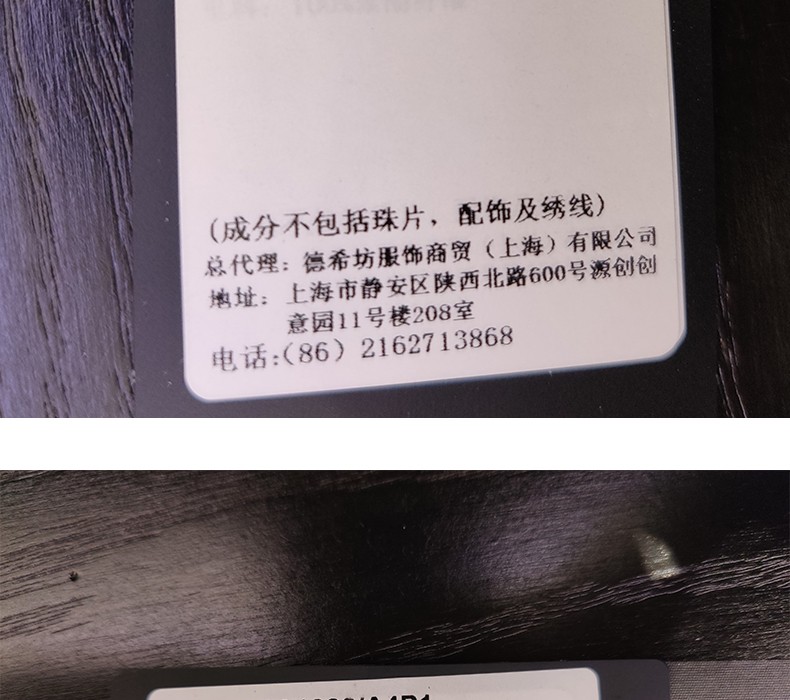 (成分不包括珠片，配饰及绣线)
总代理：德希坊服饰商贸（上海）有限公司
地址：上海市静安区陕西北路600号源创创
意园11号楼208室
电话:(86) 2162713868